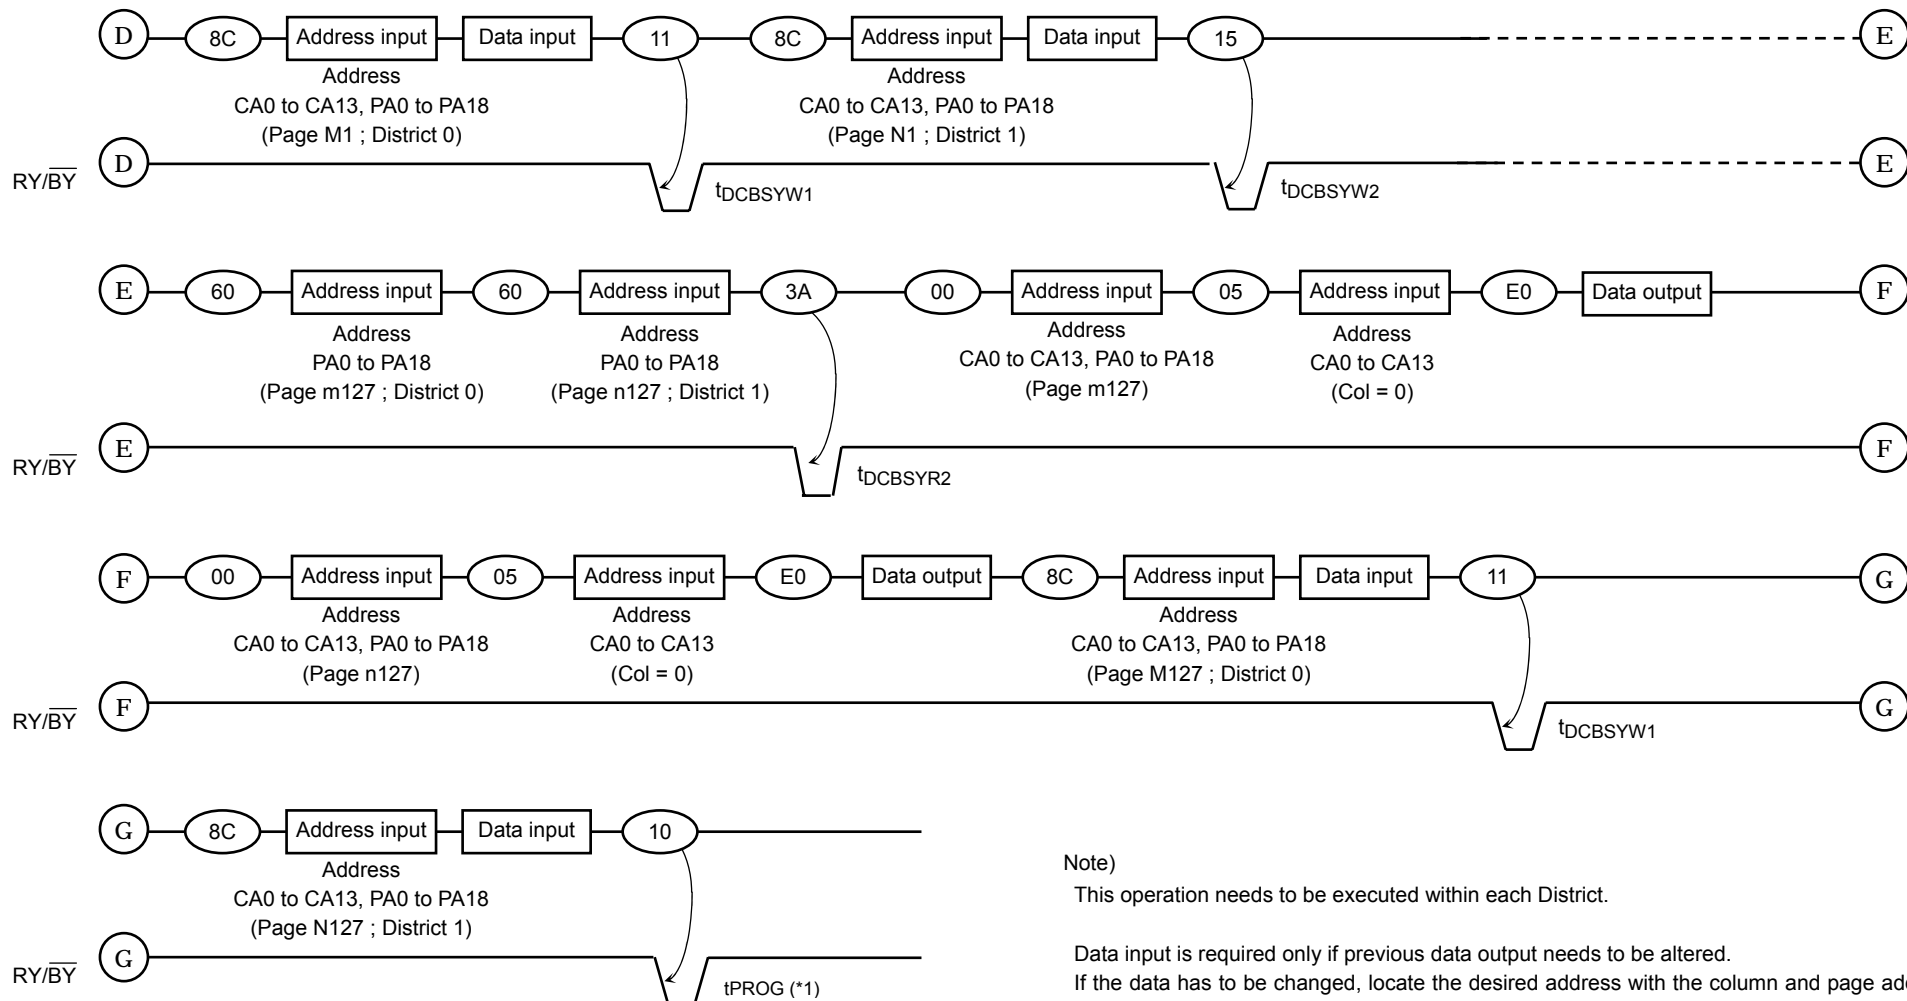 D 8C Address input Data input 11 8C Address input Data input 15 E
Address Address
CA0 to CA13, PA0 to PA18 CA0 to CA13, PA0 to PA18
(Page M1 ; District 0) (Page N1 ; District 1)
D E
RY/BY tDCBSYW1 tDCBSYW2
E 60 Address input 60 Address input 3A 00 Address input 05 Address input E0 Data output F
Address Address Address Address
PA0 to PA18 PA0 to PA18 CA0 to CA13, PA0 to PA18 CA0 to CA13
(Page m127 ; District 0) (Page n127 ; District 1) (Page m127) (Col = 0)
E F
RY/BY tDCBSYR2
F 00 Address input 05 Address input E0 Data output 8C Address input Data input 11 G
Address Address Address
CA0 to CA13, PA0 to PA18 CA0 to CA13 CA0 to CA13, PA0 to PA18
(Page n127) (Col = 0) (Page M127 ; District 0)
F G
RY/BY tDCBSYW1
G 8C Address input Data input 10
Address
CA0 to CA13, PA0 to PA18
(Page N127 ; District 1)
G
RY/BY tPROG (*1)
Note)
This operation needs to be executed within each District.
Data input is required only if previous data output needs to be altered.
If the data has to be changed, locate the desired address with the column and page